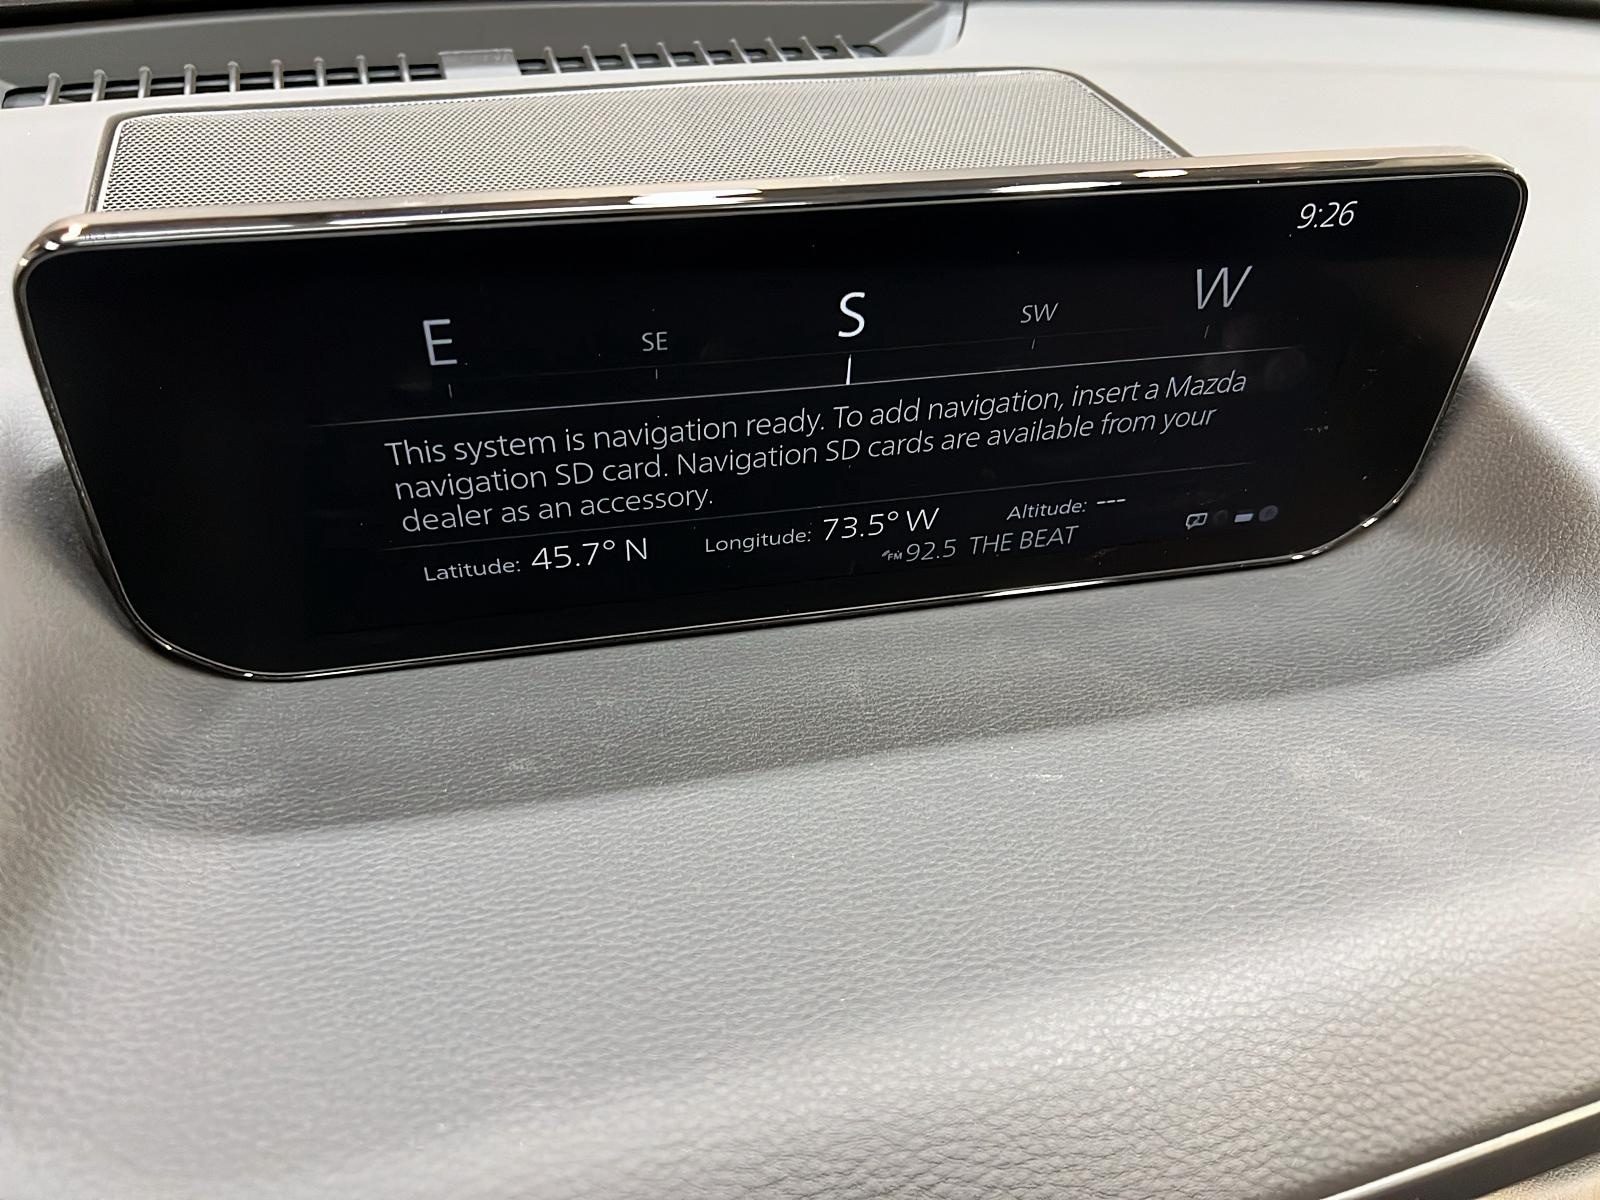 9:26
E SE S SW W
This system is navigation ready. To add navigation, insert a Mazda
navigation SD card. Navigation SD cards are available from your
dealer as an accessory.
Latitude: 45.7° N Longitude: 73.5° W Altitude: ---
FM 92.5 THE BEAT